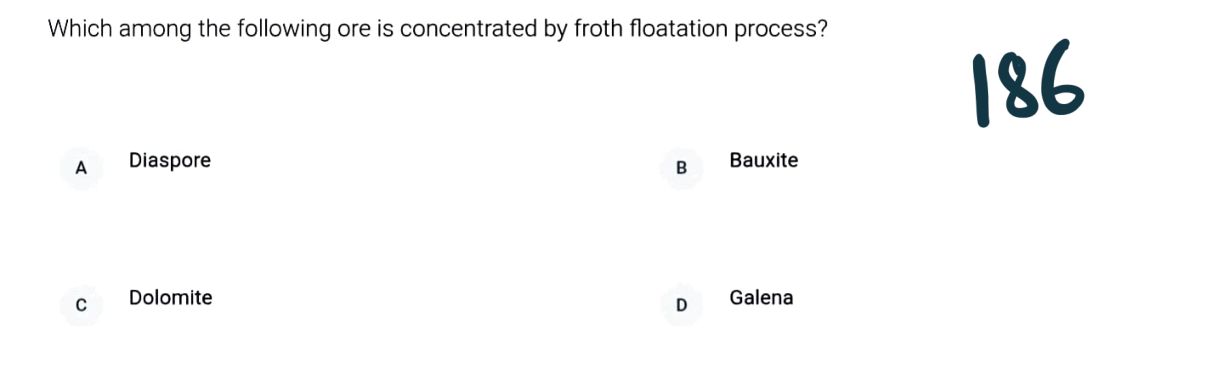 Which among the following ore is concentrated by froth floatation process?
186
A Diaspore
B Bauxite
C Dolomite
D Galena